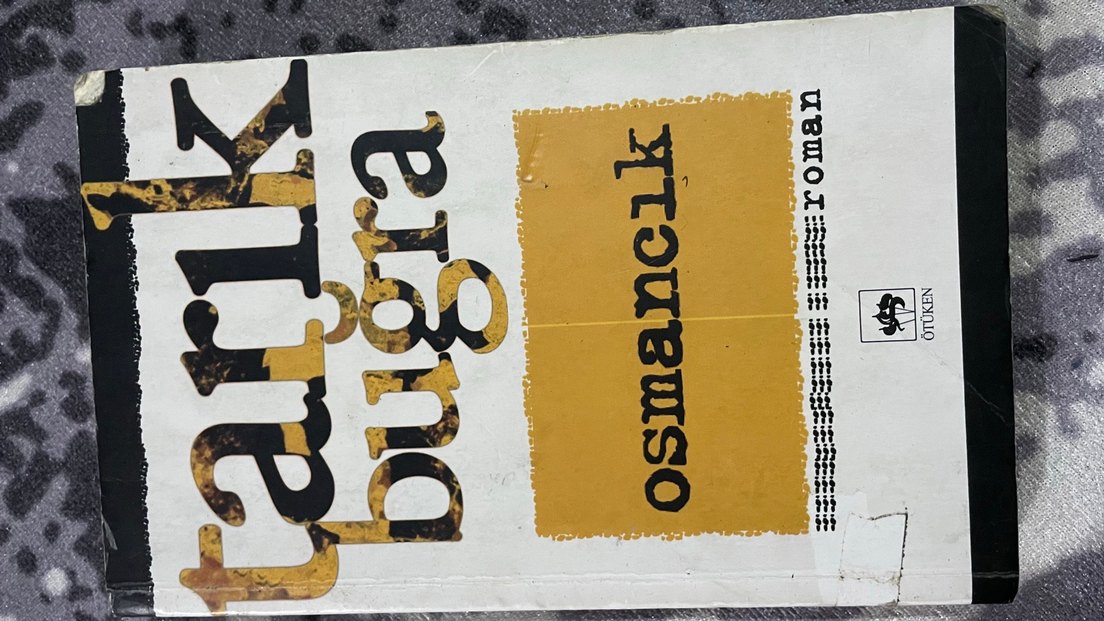 tarık
buğra
osmancık
roman
ÖTÜKEN